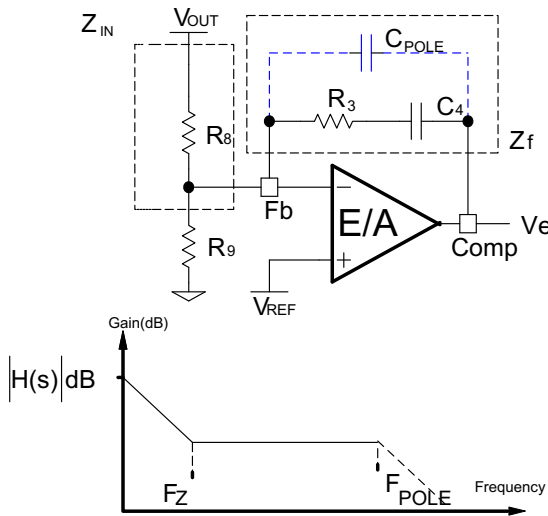 Z IN
VOUT
CPOLE
R3
C4
R8
Zf
Fb
E/A
Ve
Comp
R9
VREF
Gain(dB)
|H(s)|dB
FZ
FPOLE
Frequency